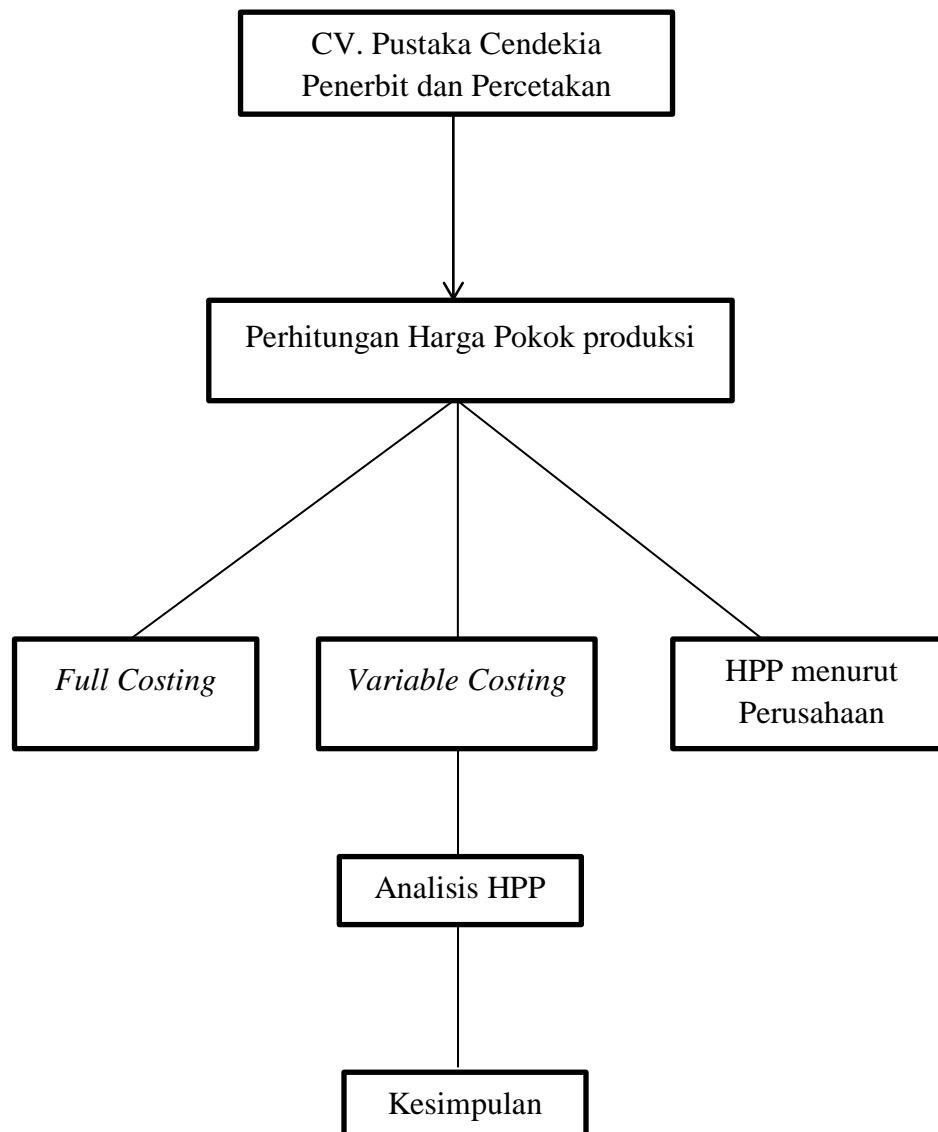 CV. Pustaka Cendekia
Penerbit dan Percetakan
Perhitungan Harga Pokok produksi
Full Costing
Variable Costing
HPP menurut
Perusahaan
Analisis HPP
Kesimpulan